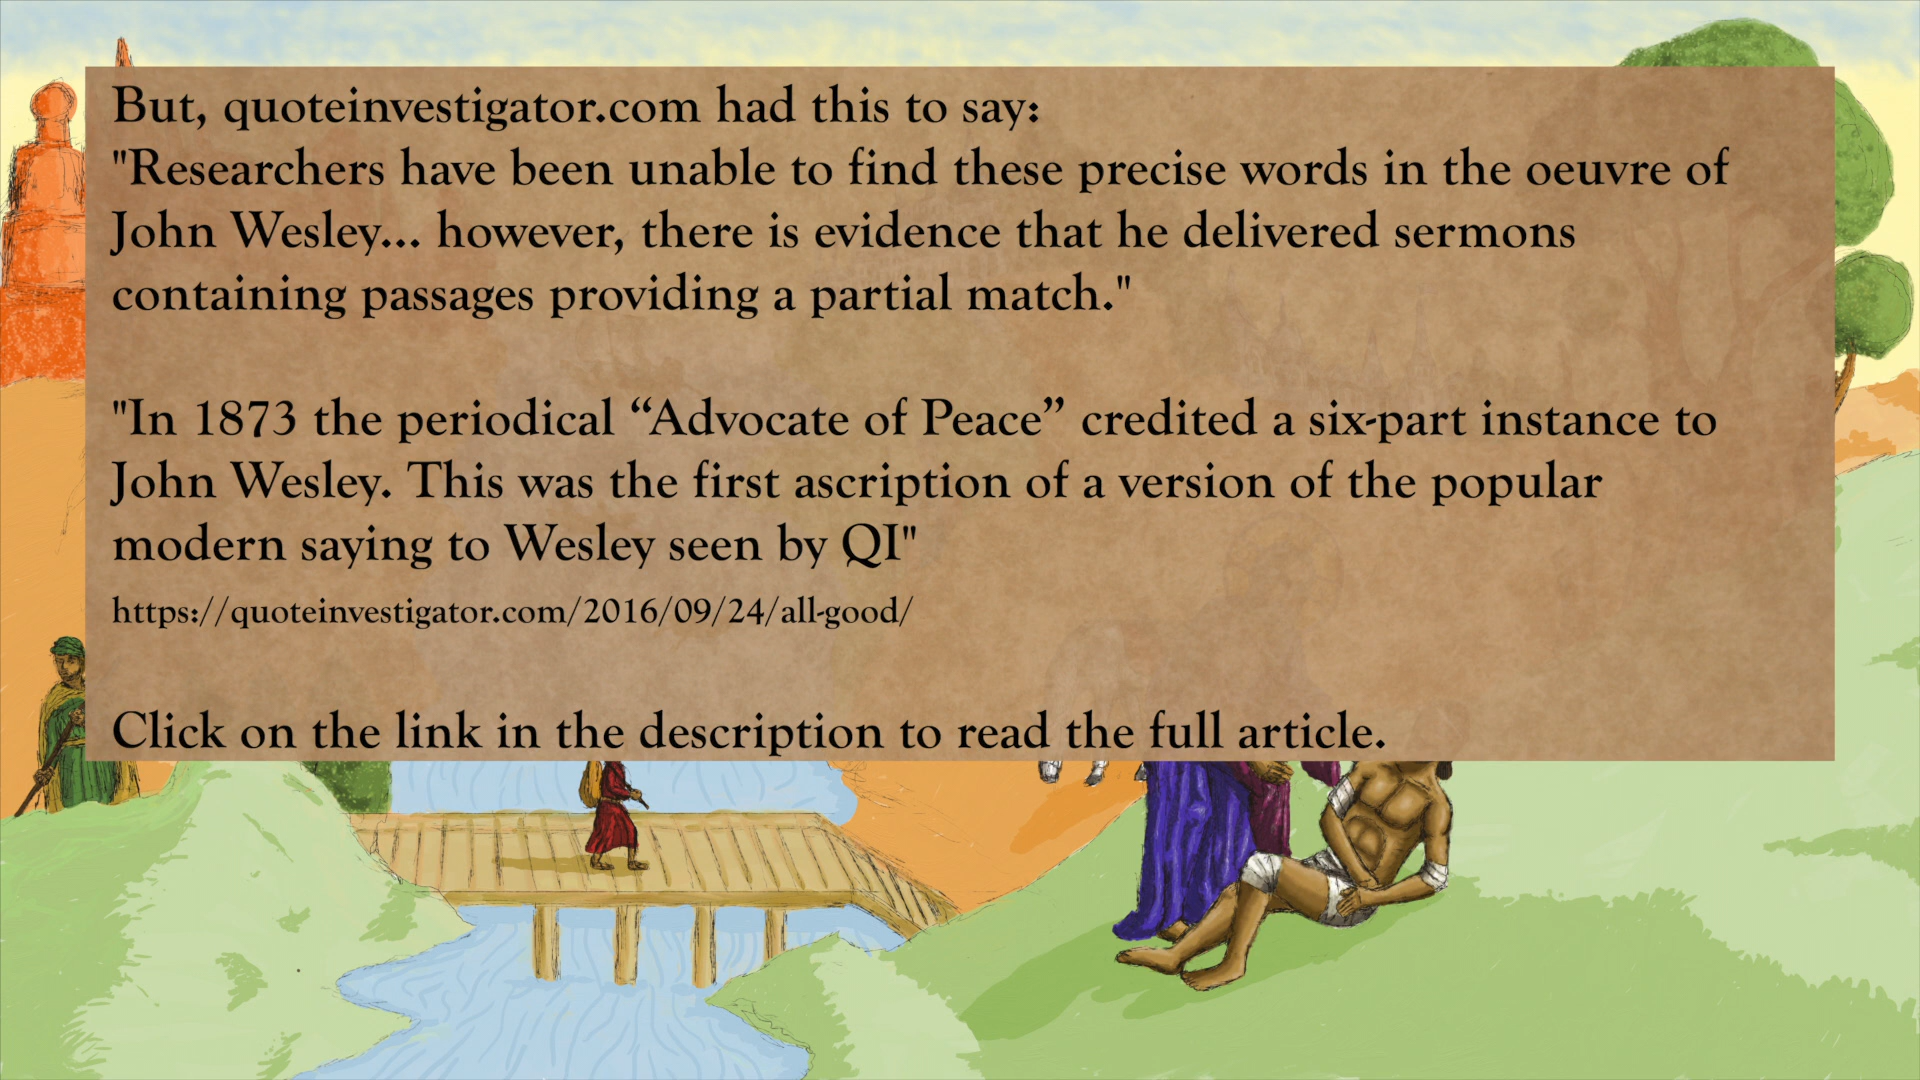 But, quoteinvestigator.com had this to say:
"Researchers have been unable to find these precise words in the oeuvre of
John Wesley... however, there is evidence that he delivered sermons
containing passages providing a partial match."
"In 1873 the periodical “Advocate of Peace” credited a six-part instance to
John Wesley. This was the first ascription of a version of the popular
modern saying to Wesley seen by QI"
https://quoteinvestigator.com/2016/09/24/all-good/
Click on the link in the description to read the full article.